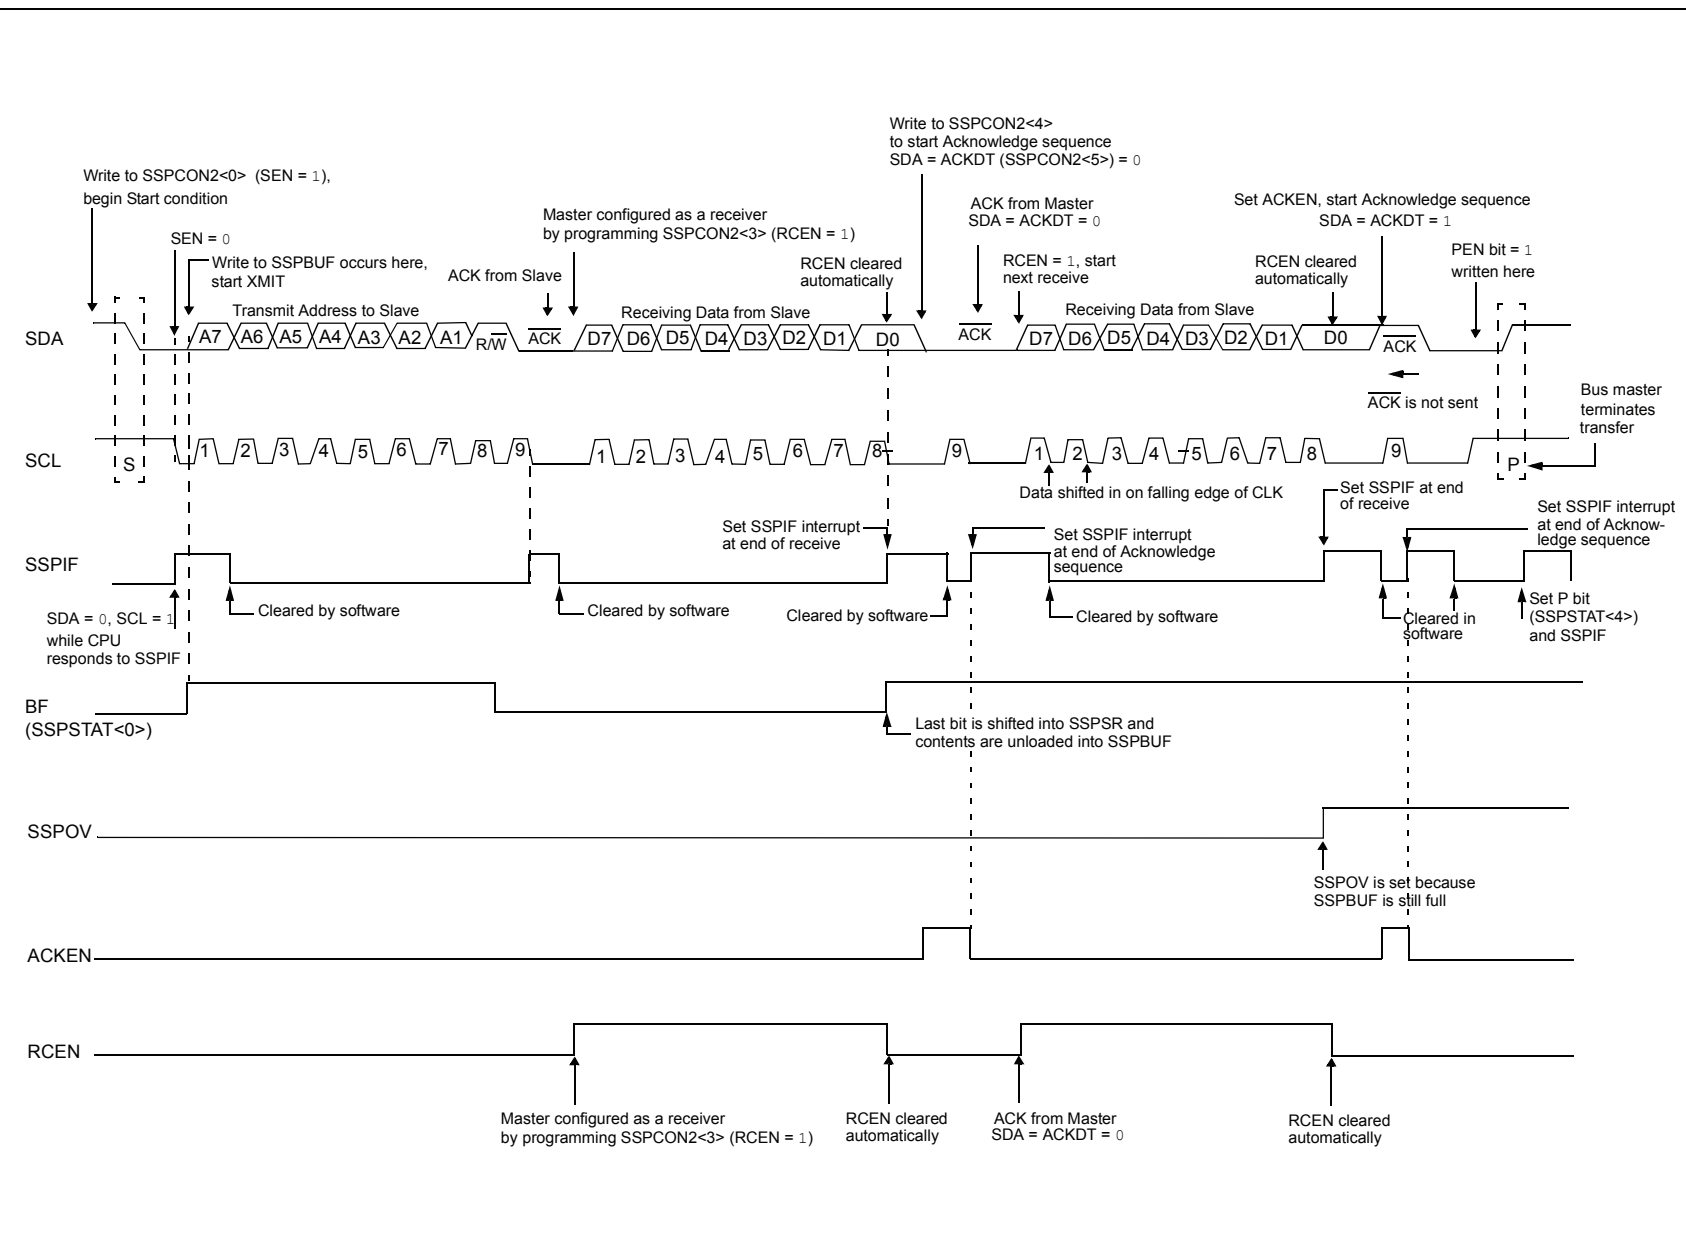 Write to SSPCON2<4>
to start Acknowledge sequence
SDA = ACKDT (SSPCON2<5>) = 0
Write to SSPCON2<0> (SEN = 1),
begin Start condition
ACK from Master
SDA = ACKDT = 0
Set ACKEN, start Acknowledge sequence
SDA = ACKDT = 1
Master configured as a receiver
by programming SSPCON2<3> (RCEN = 1)
SEN = 0
PEN bit = 1
written here
Write to SSPBUF occurs here,
start XMIT
ACK from Slave
RCEN cleared
automatically
RCEN = 1, start
next receive
RCEN cleared
automatically
Transmit Address to Slave
Receiving Data from Slave
Receiving Data from Slave
SDA A7 A6 A5 A4 A3 A2 A1 R/W ACK D7 D6 D5 D4 D3 D2 D1 D0 ACK D7 D6 D5 D4 D3 D2 D1 D0 ACK
ACK is not sent
Bus master
terminates
transfer
SCL S 1 2 3 4 5 6 7 8 9 1 2 3 4 5 6 7 8 9 1 2 3 4 5 6 7 8 9 P
Data shifted in on falling edge of CLK
Set SSPIF at end
of receive
Set SSPIF interrupt
at end of Acknow-
ledge sequence
Set SSPIF interrupt
at end of receive
Set SSPIF interrupt
at end of Acknowledge
sequence
SSPIF
SDA = 0, SCL = 1
while CPU
responds to SSPIF
Cleared by software
Cleared by software
Cleared by software
Cleared by software
Cleared in
software
Set P bit
(SSPSTAT<4>)
and SSPIF
BF
(SSPSTAT<0>)
Last bit is shifted into SSPSR and
contents are unloaded into SSPBUF
SSPOV
SSPOV is set because
SSPBUF is still full
ACKEN
RCEN
Master configured as a receiver
by programming SSPCON2<3> (RCEN = 1)
RCEN cleared
automatically
ACK from Master
SDA = ACKDT = 0
RCEN cleared
automatically